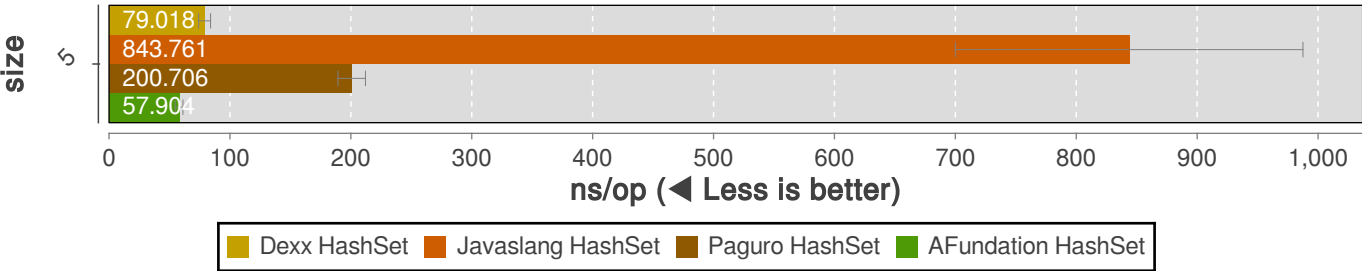 size
5
79.018
843.761
200.706
57.904
0 100 200 300 400 500 600 700 800 900 1,000
ns/op (◀ Less is better)
Dexx HashSet Javaslang HashSet Paguro HashSet AFundation HashSet